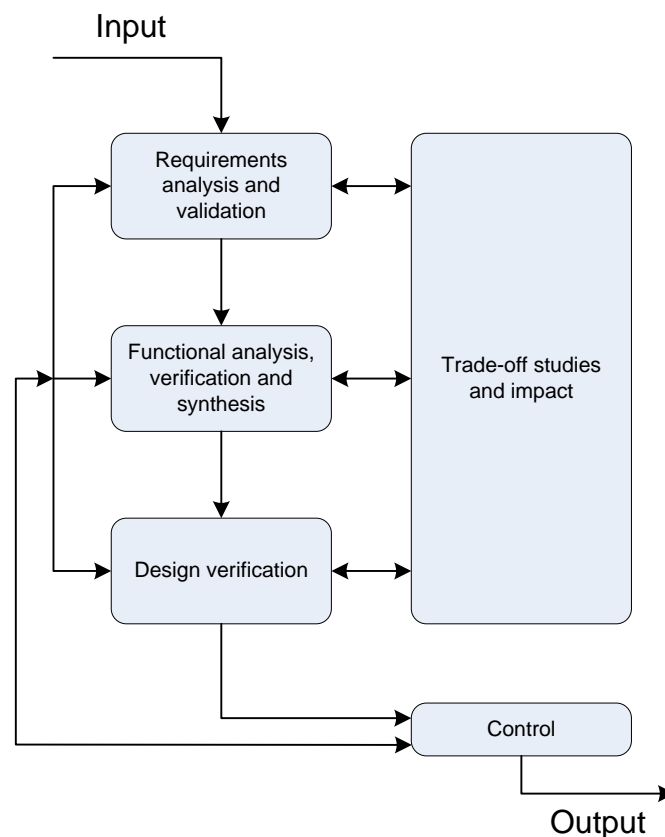 Input
Requirements
analysis and
validation
Functional analysis,
verification and
synthesis
Trade-off studies
and impact
Design verification
Control
Output